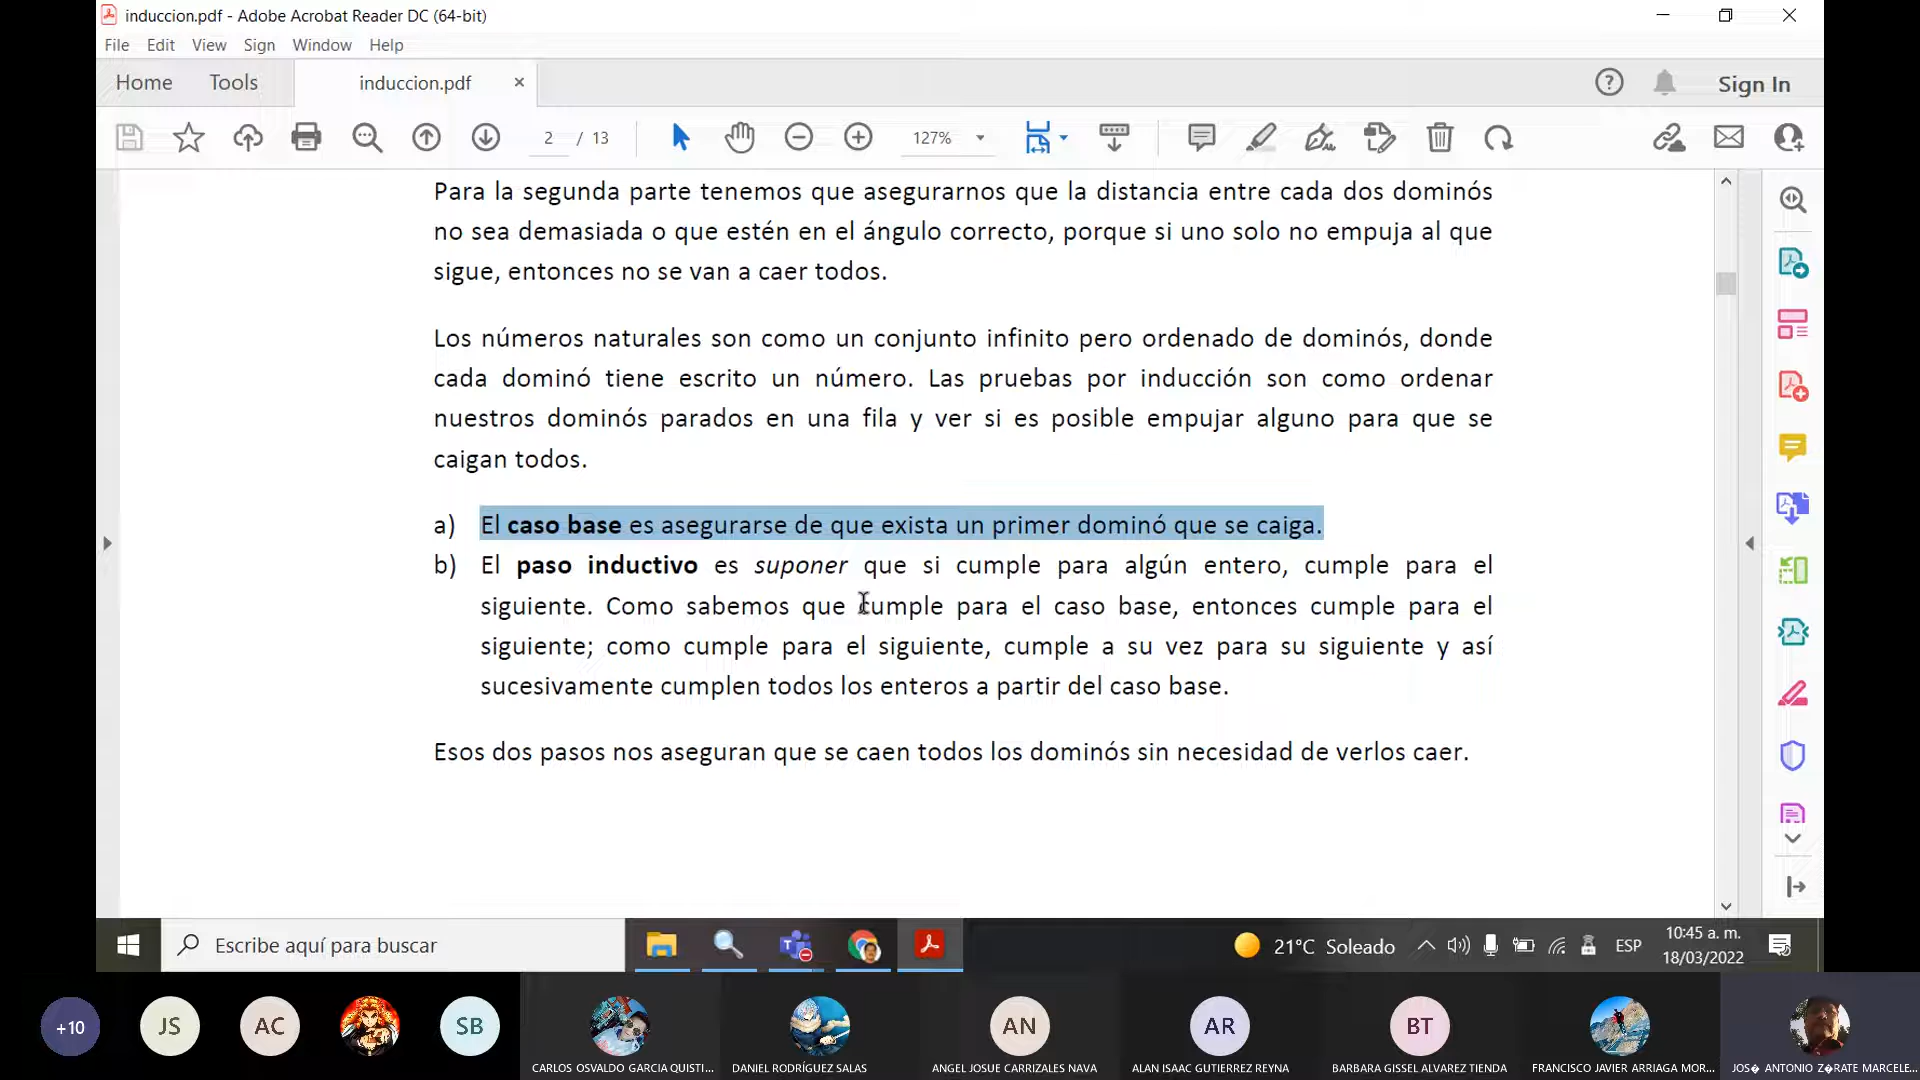 induccion.pdf - Adobe Acrobat Reader DC (64-bit)
File Edit View Sign Window Help
Home Tools induccion.pdf Sign In
2 / 13 127%
Para la segunda parte tenemos que asegurarnos que la distancia entre cada dos dominós
no sea demasiada o que estén en el ángulo correcto, porque si uno solo no empuja al que
sigue, entonces no se van a caer todos.
Los números naturales son como un conjunto infinito pero ordenado de dominós, donde
cada dominó tiene escrito un número. Las pruebas por inducción son como ordenar
nuestros dominós parados en una fila y ver si es posible empujar alguno para que se
caigan todos.
a) El caso base es asegurarse de que exista un primer dominó que se caiga.
b) El paso inductivo es suponer que si cumple para algún entero, cumple para el
siguiente. Como sabemos que cumple para el caso base, entonces cumple para el
siguiente; como cumple para el siguiente, cumple a su vez para su siguiente y así
sucesivamente cumplen todos los enteros a partir del caso base.
Esos dos pasos nos aseguran que se caen todos los dominós sin necesidad de verlos caer.
Escribe aquí para buscar
21°C Soleado
ESP
10:45 a. m.
18/03/2022
+10 JS AC SB AN AR BT
CARLOS OSVALDO GARCIA QUISTI... DANIEL RODRÍGUEZ SALAS ANGEL JOSUE CARRIZALES NAVA ALAN ISAAC GUTIERREZ REYNA BARBARA GISSEL ALVAREZ TIENDA FRANCISCO JAVIER ARRIAGA MOR... JOS� ANTONIO Z�RATE MARCELE...